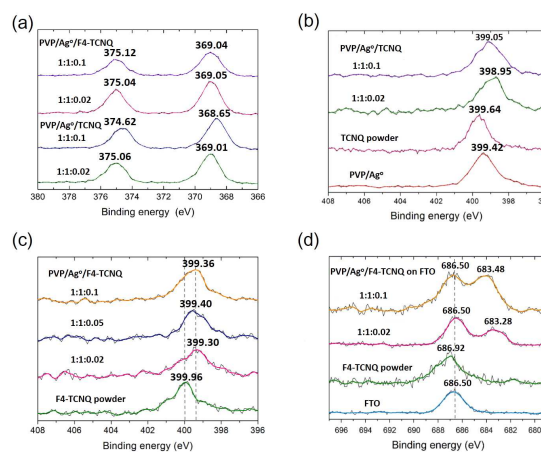 (a)
PVP/Ag⁰/F4-TCNQ
375.12
369.04
1:1:0.1
375.04
369.05
1:1:0.02
PVP/Ag⁰/TCNQ
374.62
368.65
1:1:0.1
375.06
369.01
1:1:0.02
380 378 376 374 372 370 368 366
Binding energy (eV)
(b)
PVP/Ag⁰/TCNQ
399.05
1:1:0.1
398.95
1:1:0.02
399.64
TCNQ powder
399.42
PVP/Ag⁰
408 406 404 402 400 398
Binding energy (eV)
(c)
PVP/Ag⁰/F4-TCNQ
399.36
1:1:0.1
399.40
1:1:0.05
399.30
1:1:0.02
399.96
F4-TCNQ powder
408 406 404 402 400 398 396
Binding energy (eV)
(d)
PVP/Ag⁰/F4-TCNQ on FTO
686.50
683.48
1:1:0.1
686.50
683.28
1:1:0.02
686.92
F4-TCNQ powder
686.50
FTO
696 694 692 690 688 686 684 682 680
Binding energy (eV)